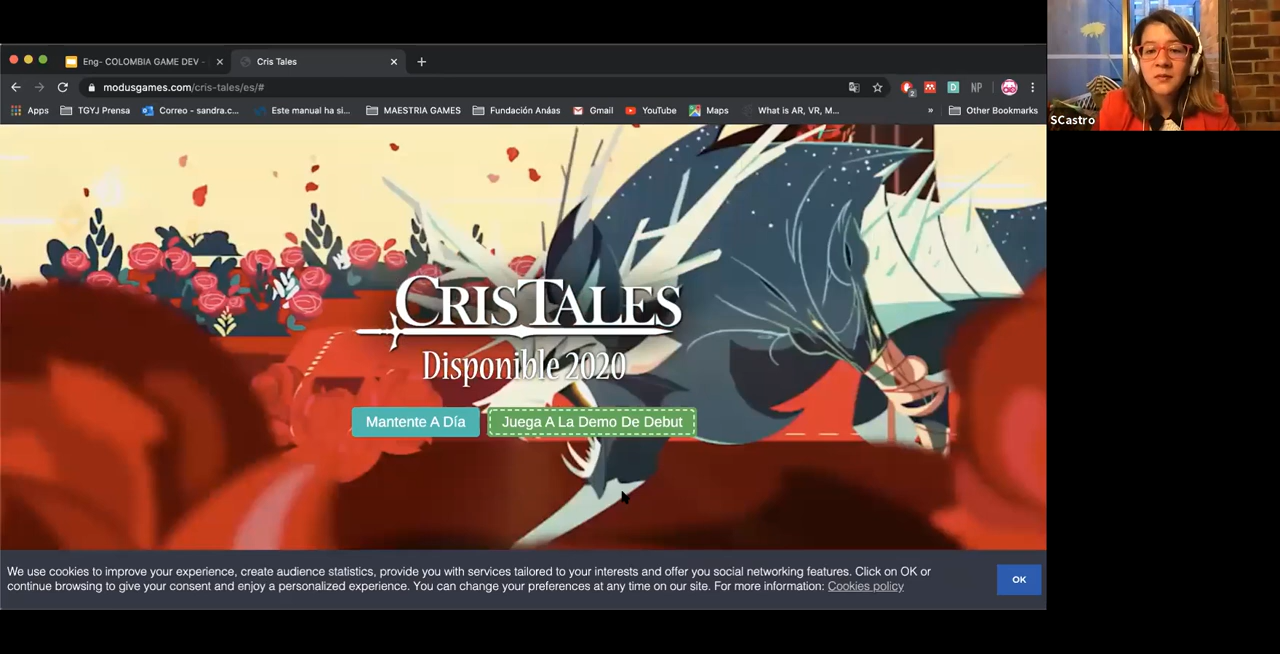 Eng- COLOMBIA GAME DEV -
Cris Tales
modusgames.com/cris-tales/es/#
2
D
NP
Apps
TGYJ Prensa
Correo - sandra.c...
Este manual ha si...
MAESTRIA GAMES
Fundación Anáas
Gmail
YouTube
Maps
What is AR, VR, M...
»
Other Bookmarks
SCastro
CRISTALES
Disponible 2020
Mantente A Día
Juega A La Demo De Debut
We use cookies to improve your experience, create audience statistics, provide you with services tailored to your interests and offer you social networking features. Click on OK or
continue browsing to give your consent and enjoy a personalized experience. You can change your preferences at any time on our site. For more information: Cookies policy
OK